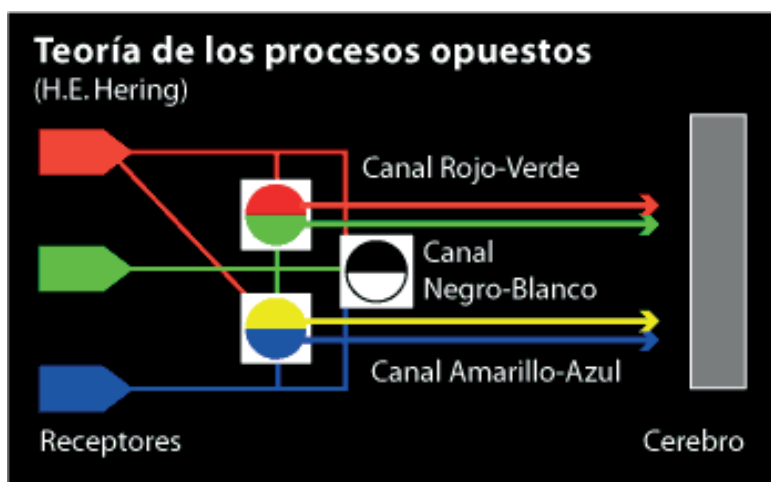 Teoría de los procesos opuestos
(H.E. Hering)
Canal Rojo-Verde
Canal
Negro-Blanco
Canal Amarillo-Azul
Receptores
Cerebro